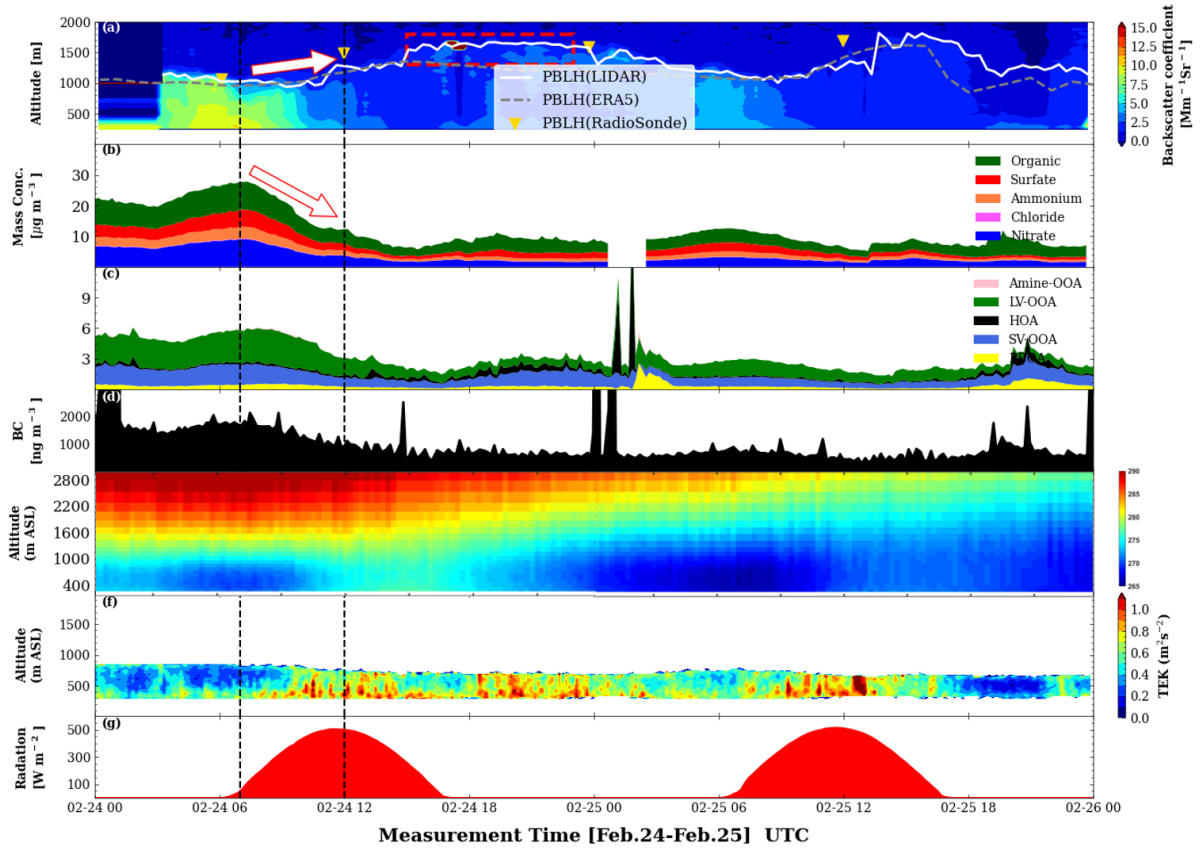 (a)
2000
1500
1000
500
Altitude [m]
PBLH(LIDAR)
PBLH(ERA5)
PBLH(RadioSonde)
15.0
12.5
10.0
7.5
5.0
2.5
0.0
Backscatter coefficient
[Mm⁻¹Sr⁻¹]
(b)
30
20
10
Mass Conc.
[μg m⁻³]
Organic
Surfate
Ammonium
Chloride
Nitrate
(c)
9
6
3
Amine-OOA
LV-OOA
HOA
SV-OOA
(d)
2000
1000
BC
[ng m⁻³]
2800
2200
1600
1000
400
Altitude
(m ASL)
290
285
280
275
270
265
(f)
1500
1000
500
Altitude
(m ASL)
1.0
0.8
0.6
0.4
0.2
0.0
TEK (m²s⁻²)
(g)
500
300
100
Radation
[W m⁻²]
02-24 00 02-24 06 02-24 12 02-24 18 02-25 00 02-25 06 02-25 12 02-25 18 02-26 00
Measurement Time [Feb.24-Feb.25] UTC